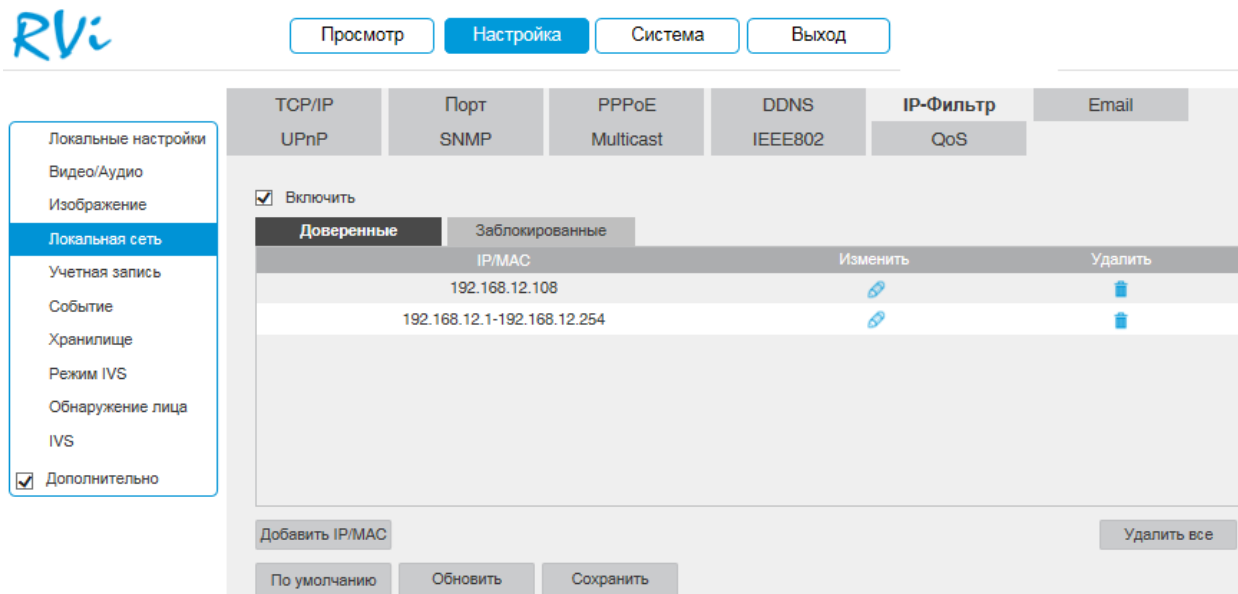 RVi
Просмотр Настройка Система Выход
TCP/IP Порт PPPoE DDNS IP-Фильтр Email
UPnP SNMP Multicast IEEE802 QoS
Локальные настройки
Видео/Аудио
Изображение
Локальная сеть
Учетная запись
Событие
Хранилище
Режим IVS
Обнаружение лица
IVS
Дополнительно
Включить
Доверенные Заблокированные
IP/MAC Изменить Удалить
192.168.12.108
192.168.12.1-192.168.12.254
Добавить IP/MAC Удалить все
По умолчанию Обновить Сохранить